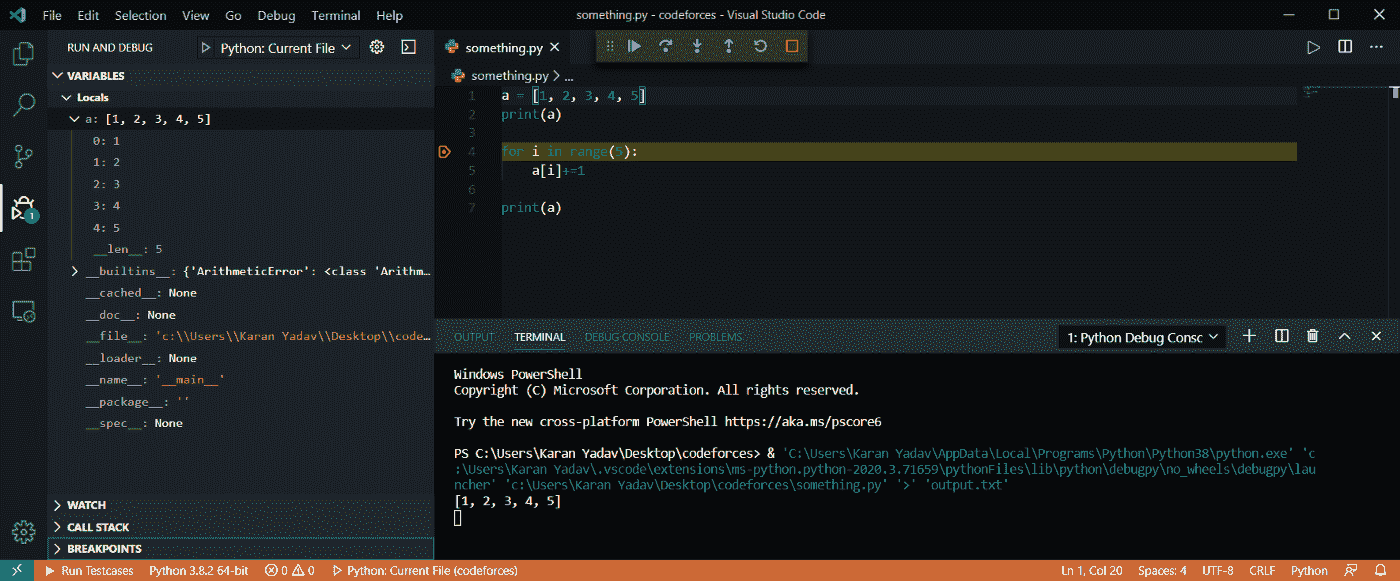 File Edit Selection View Go Debug Terminal Help
something.py - codeforces - Visual Studio Code
RUN AND DEBUG
Python: Current File
VARIABLES
Locals
a: [1, 2, 3, 4, 5]
0: 1
1: 2
2: 3
3: 4
4: 5
__len__: 5
__builtins__: {'ArithmeticError': <class 'Arithm…
__cached__: None
__doc__: None
__file__: 'c:\\Users\\Karan Yadav\\Desktop\\code…
__loader__: None
__name__: '__main__'
__package__: ''
__spec__: None
WATCH
CALL STACK
BREAKPOINTS
1
something.py
something.py > ...
1 a = [1, 2, 3, 4, 5]
2 print(a)
3
4 for i in range(5):
5 a[i]+=1
6
7 print(a)
OUTPUT TERMINAL DEBUG CONSOLE PROBLEMS
1: Python Debug Consc
Windows PowerShell
Copyright (C) Microsoft Corporation. All rights reserved.
Try the new cross-platform PowerShell https://aka.ms/pscore6
PS C:\Users\Karan Yadav\Desktop\codeforces> & 'C:\Users\Karan Yadav\AppData\Local\Programs\Python\Python38\python.exe' 'c
:\Users\Karan Yadav\.vscode\extensions\ms-python.python-2020.3.71659\pythonFiles\lib\python\debugpy\no_wheels\debugpy\lau
ncher' 'c:\Users\Karan Yadav\Desktop\codeforces\something.py' '>' 'output.txt'
[1, 2, 3, 4, 5]
Run Testcases Python 3.8.2 64-bit 0 0 Python: Current File (codeforces)
Ln 1, Col 20 Spaces: 4 UTF-8 CRLF Python